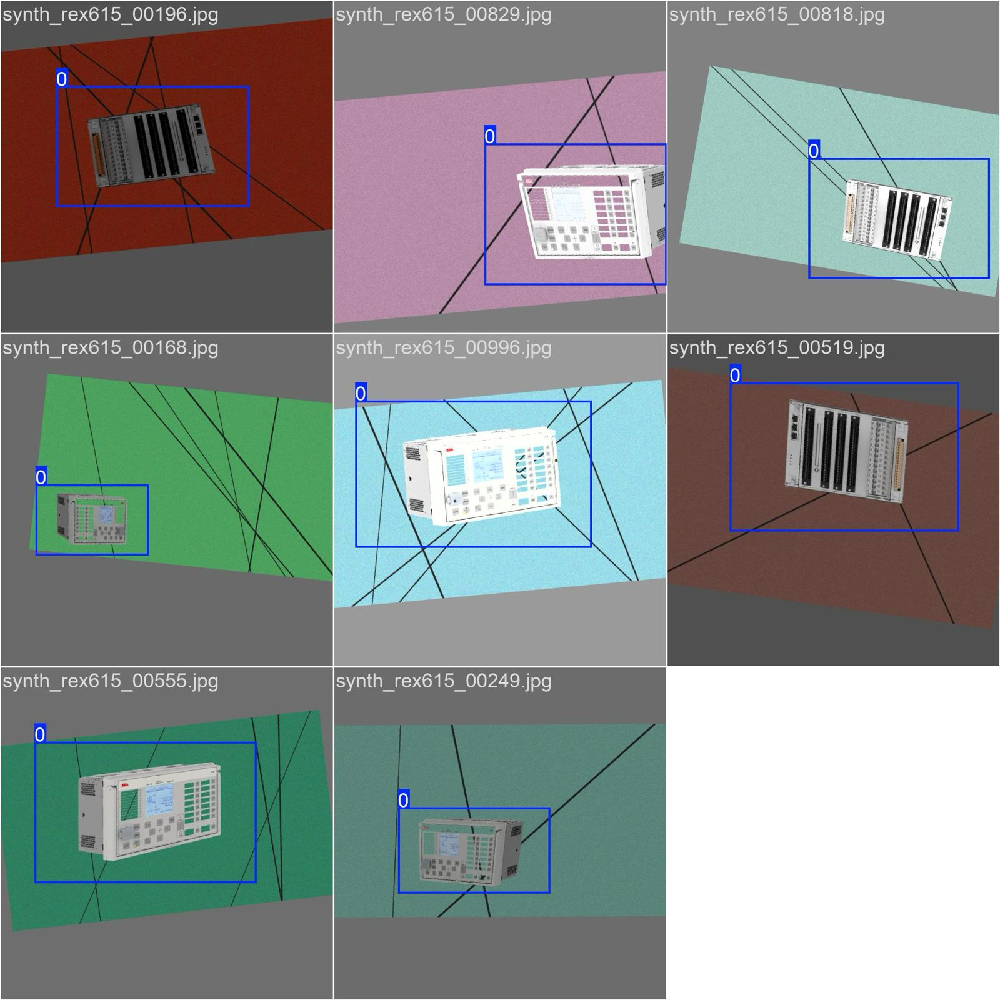 synth_rex615_00196.jpg
synth_rex615_00829.jpg
synth_rex615_00818.jpg
0
0
0
synth_rex615_00168.jpg
synth_rex615_00996.jpg
synth_rex615_00519.jpg
0
0
0
synth_rex615_00555.jpg
synth_rex615_00249.jpg
0
0